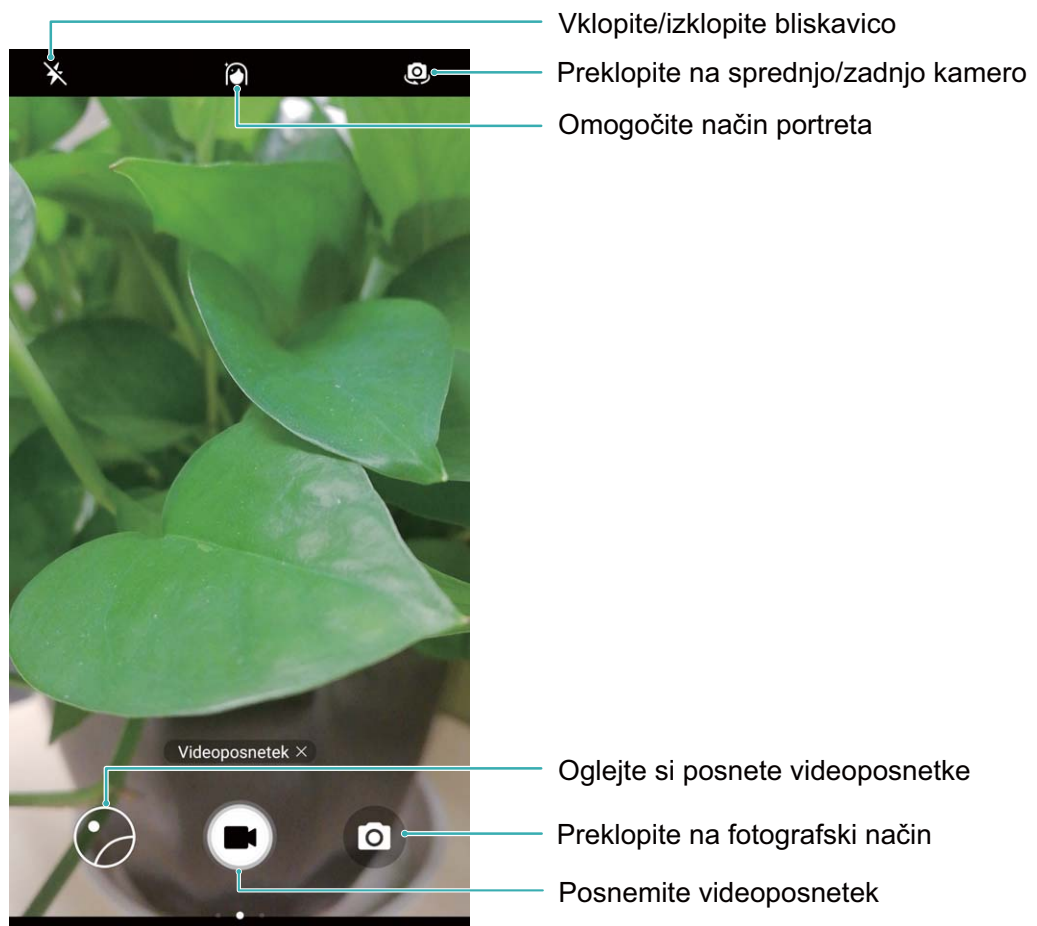 Vklopite/izklopite bliskavico
Preklopite na sprednjo/zadnjo kamero
Omogočite način portreta
Videoposnetek ×
Oglejte si posnete videoposnetke
Preklopite na fotografski način
Posnemite videoposnetek